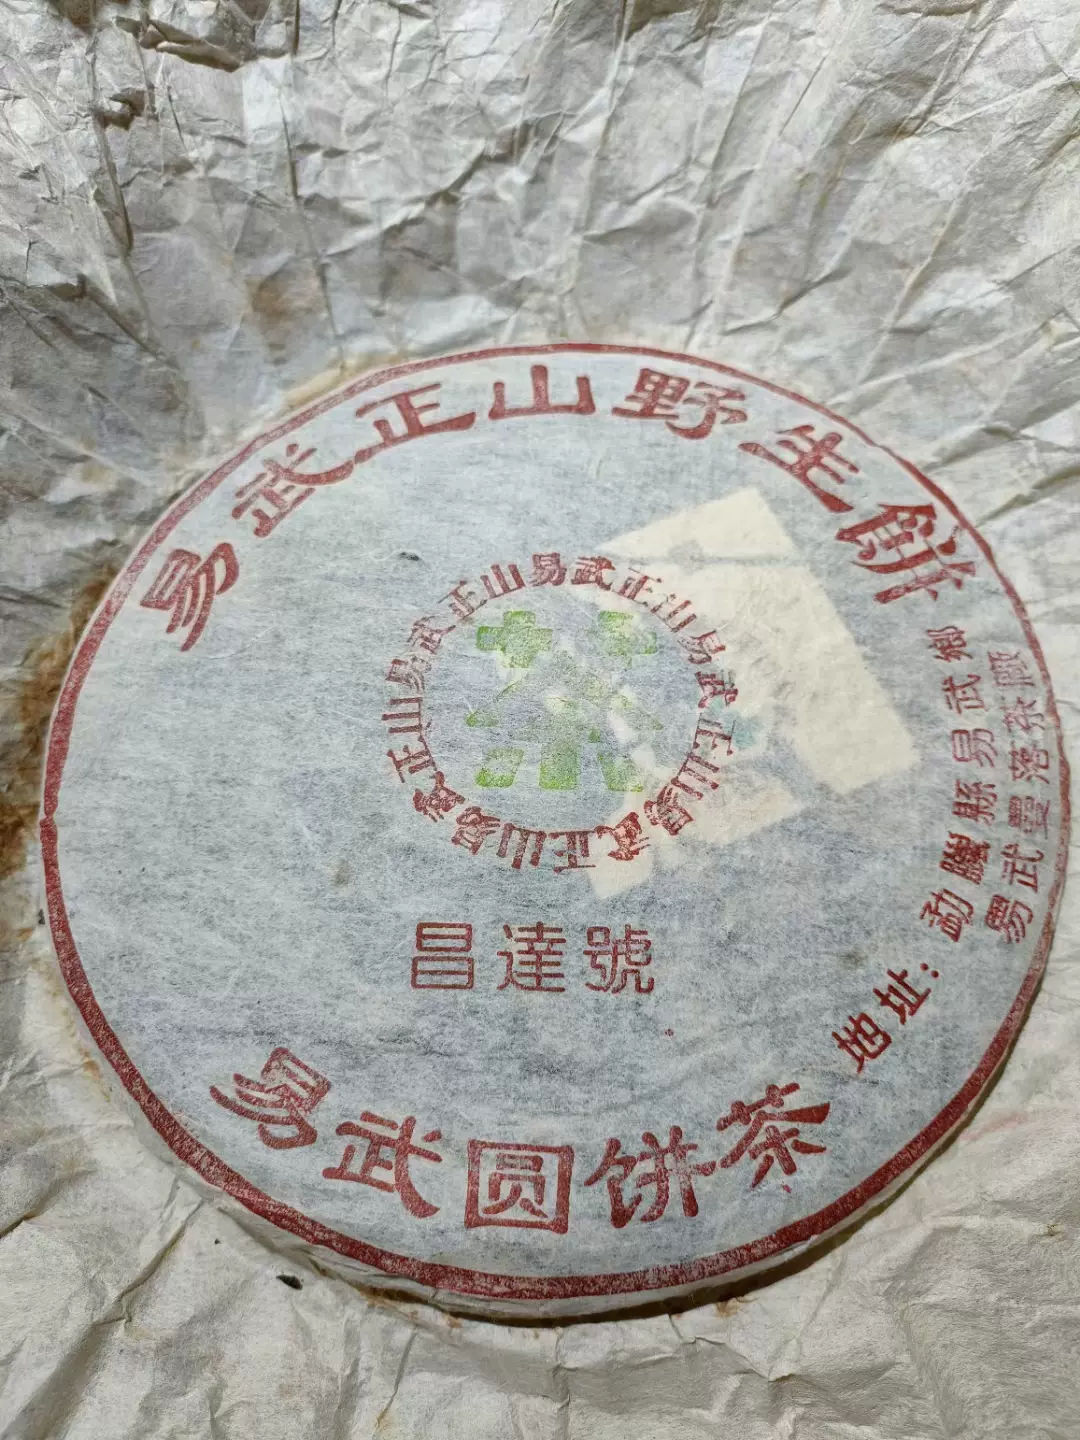 易武正山野生餅
易武正山易武正山易武正山易武正山易武正山
茶
昌達號
易武圆饼茶
地址：勐臘縣易武鄉
易武曼落茶廠